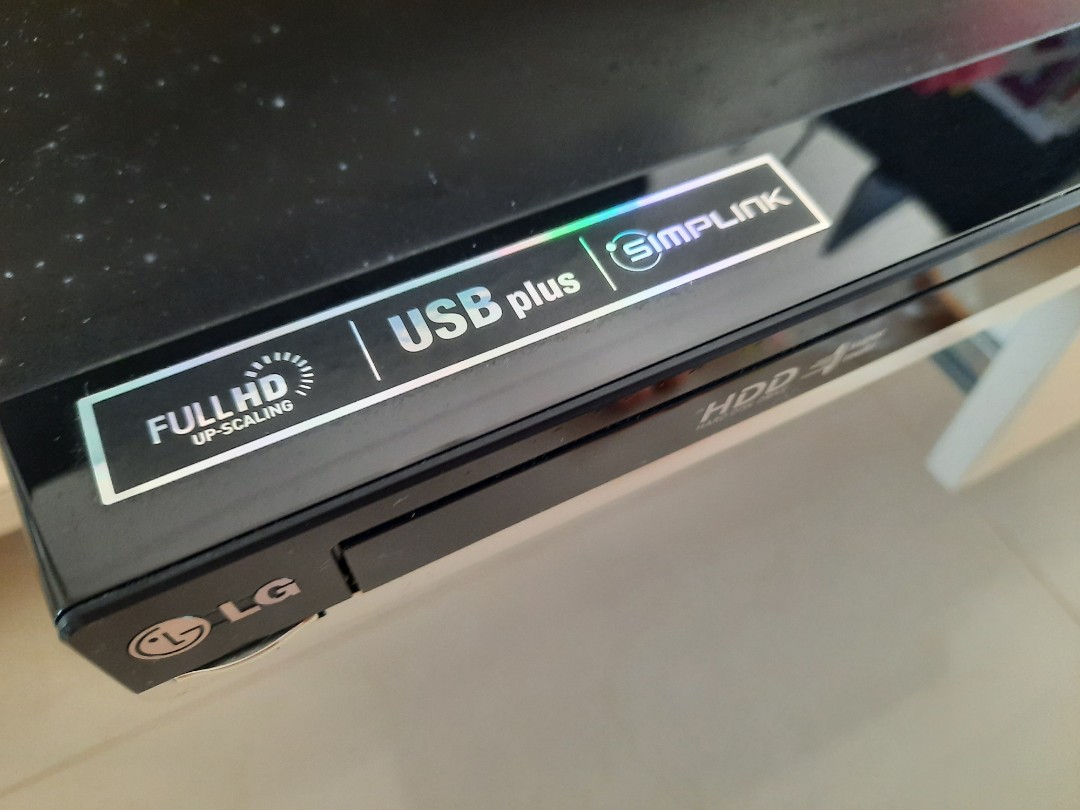 FULL HD
UP-SCALING
USB plus
SIMPLINK
HDD
LG